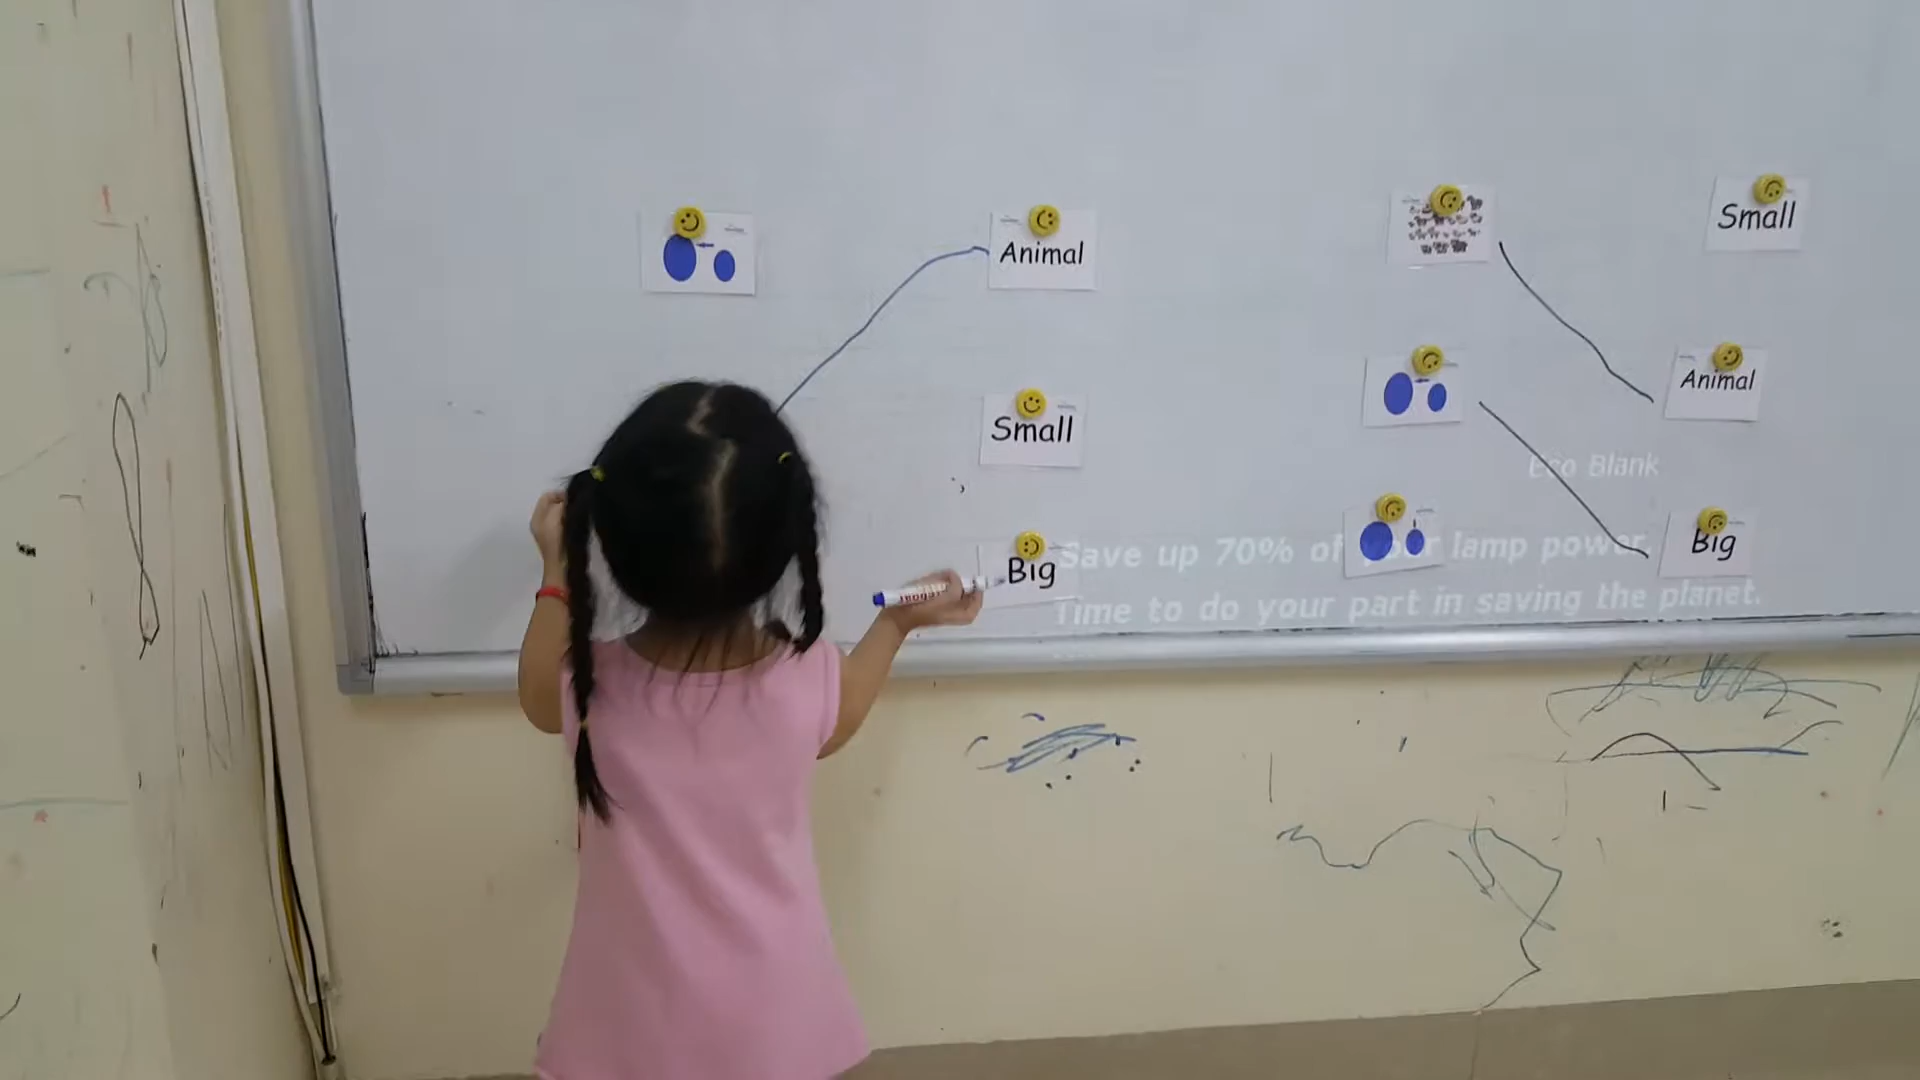 Animal
Small
Big
Small
Animal
Big
Eco Blank
Save up 70% of your lamp power.
Time to do your part in saving the planet.